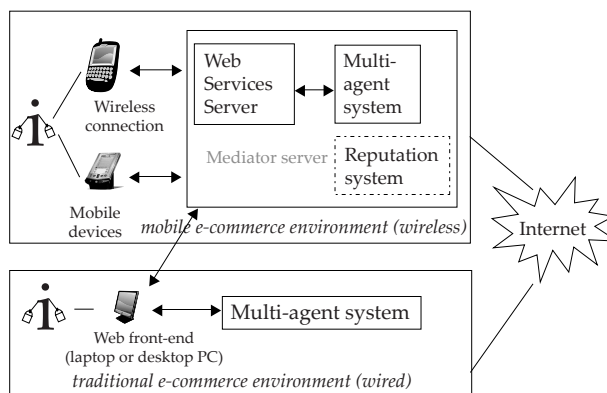 Web
Services
Server
Multi-
agent
system
Wireless
connection
Mediator server
Reputation
system
Mobile
devices
mobile e-commerce environment (wireless)
Internet
Multi-agent system
Web front-end
(laptop or desktop PC)
traditional e-commerce environment (wired)